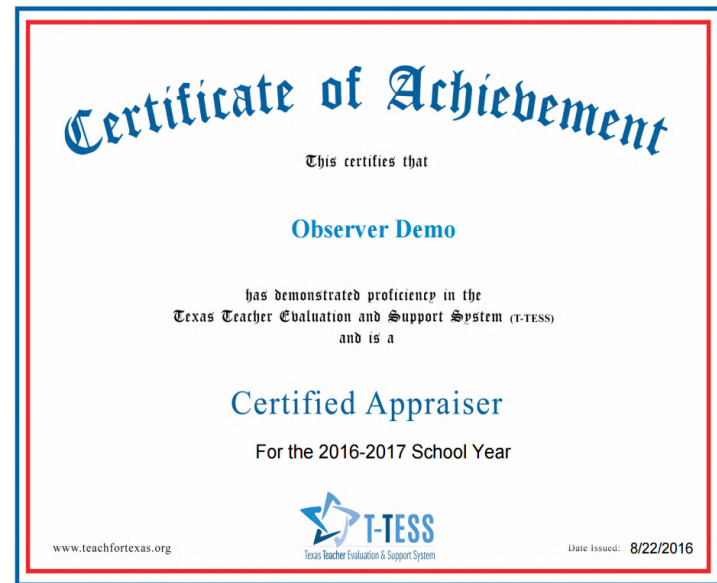 Certificate of Achievement
This certifies that
Observer Demo
has demonstrated proficiency in the
Texas Teacher Evaluation and Support System (T-TESS)
and is a
Certified Appraiser
For the 2016-2017 School Year
T-TESS
Texas Teacher Evaluation & Support System
www.teachfortexas.org
Date Issued: 8/22/2016